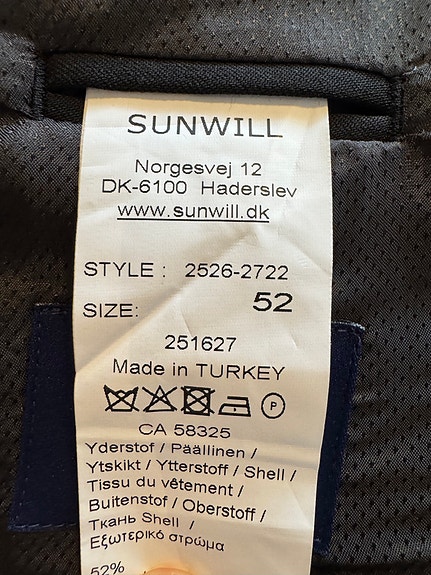 SUNWILL
Norgesvej 12
DK-6100 Haderslev
www.sunwill.dk
STYLE : 2526-2722
SIZE: 52
251627
Made in TURKEY
P
CA 58325
Yderstof / Päällinen /
Ytskikt / Ytterstoff / Shell /
Tissu du vêtement /
Buitenstof / Oberstoff /
Ткань Shell /
Εξωτερικό στρώμα
52%